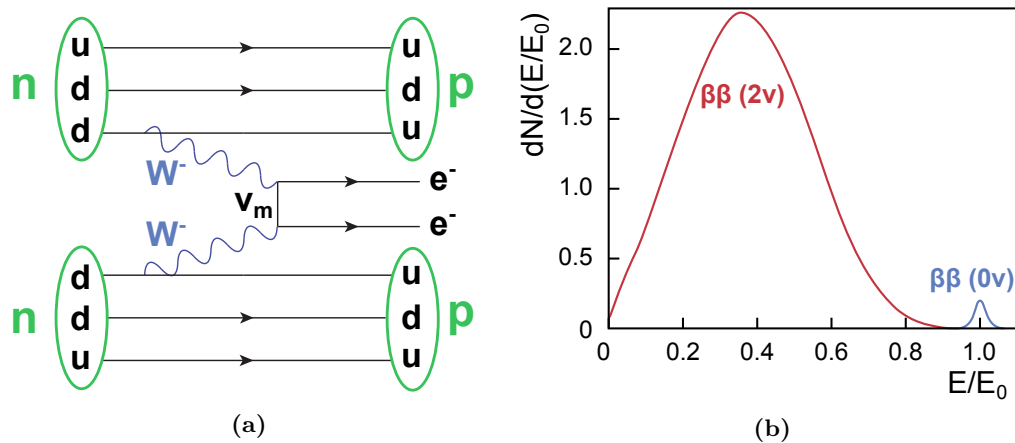 n
u
d
d
u
d
u
p
W⁻
W⁻
νₘ
e⁻
e⁻
n
d
d
u
u
d
u
p
(a)
dN/d(E/E₀)
2.0
1.5
1.0
0.5
0
0
0.2
0.4
0.6
0.8
1.0
E/E₀
ββ (2ν)
ββ (0ν)
(b)